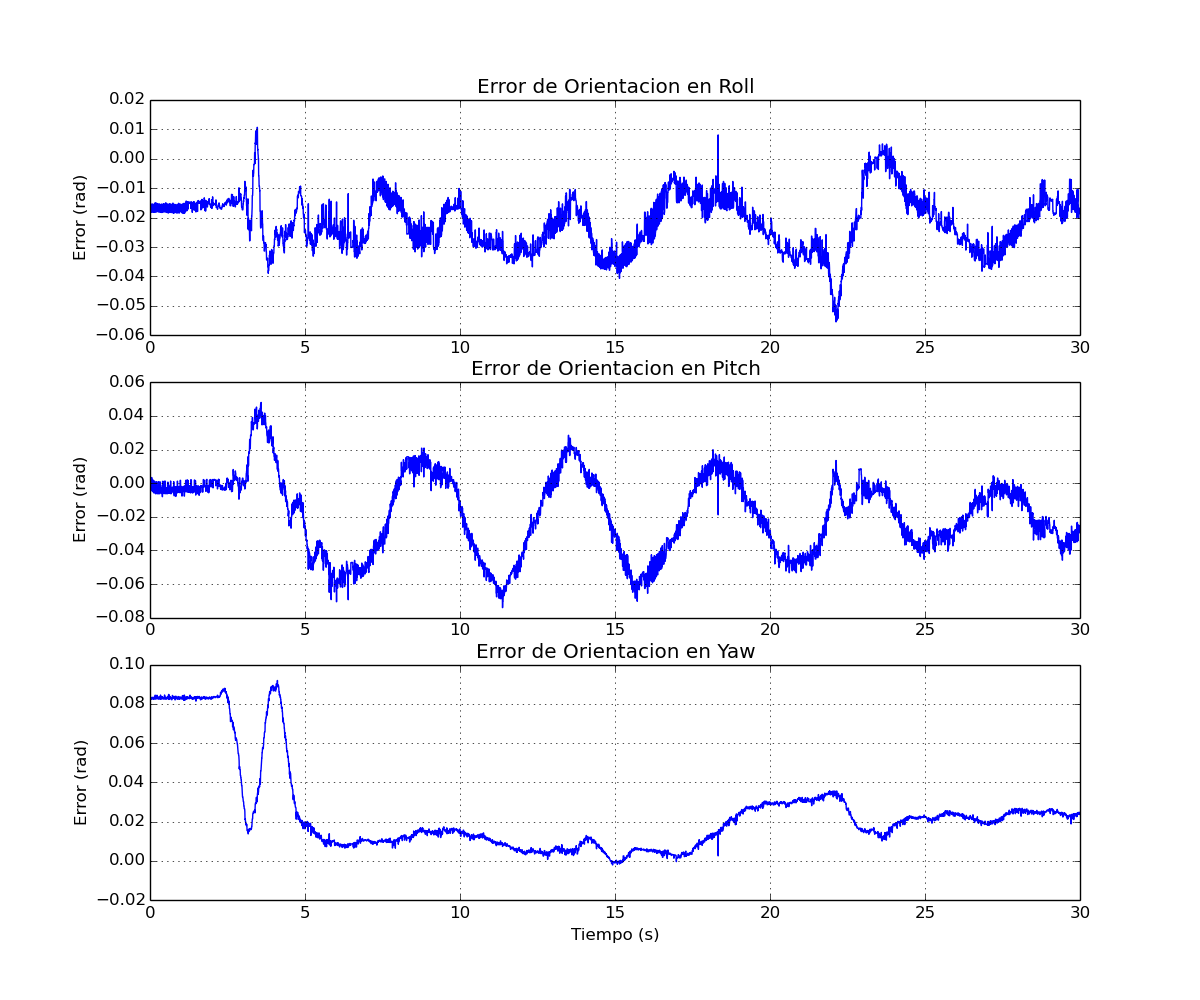 Error de Orientacion en Roll
0.02
0.01
0.00
−0.01
−0.02
−0.03
−0.04
−0.05
−0.06
Error (rad)
0 5 10 15 20 25 30
Error de Orientacion en Pitch
0.06
0.04
0.02
0.00
−0.02
−0.04
−0.06
−0.08
Error (rad)
0 5 10 15 20 25 30
Error de Orientacion en Yaw
0.10
0.08
0.06
0.04
0.02
0.00
−0.02
Error (rad)
0 5 10 15 20 25 30
Tiempo (s)